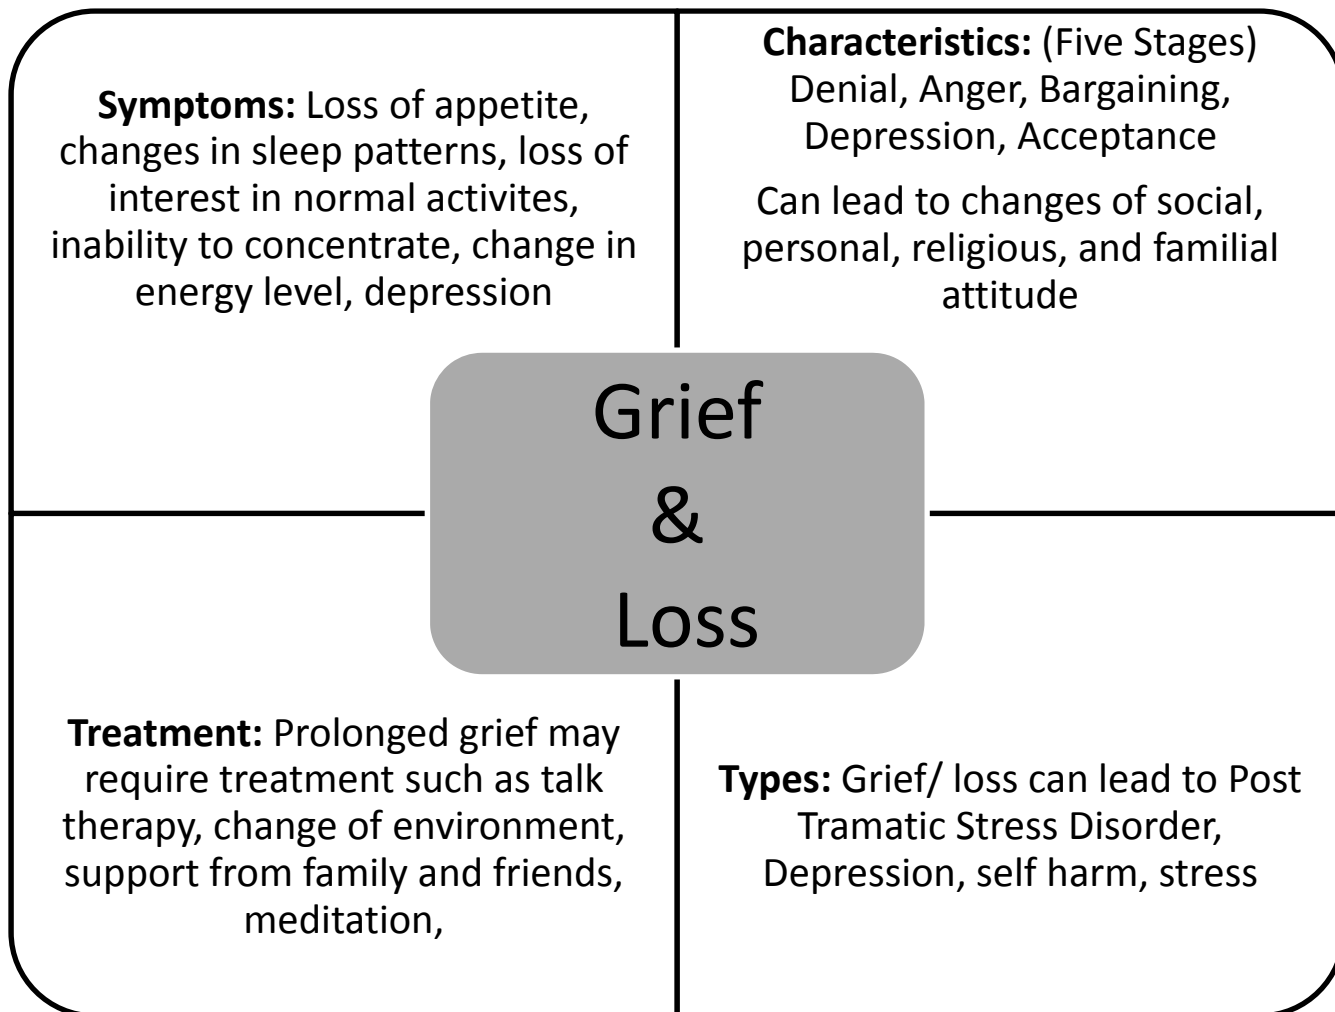 Symptoms: Loss of appetite,
changes in sleep patterns, loss of
interest in normal activites,
inability to concentrate, change in
energy level, depression
Characteristics: (Five Stages)
Denial, Anger, Bargaining,
Depression, Acceptance
Can lead to changes of social,
personal, religious, and familial
attitude
Grief
&
Loss
Treatment: Prolonged grief may
require treatment such as talk
therapy, change of environment,
support from family and friends,
meditation,
Types: Grief/ loss can lead to Post
Tramatic Stress Disorder,
Depression, self harm, stress